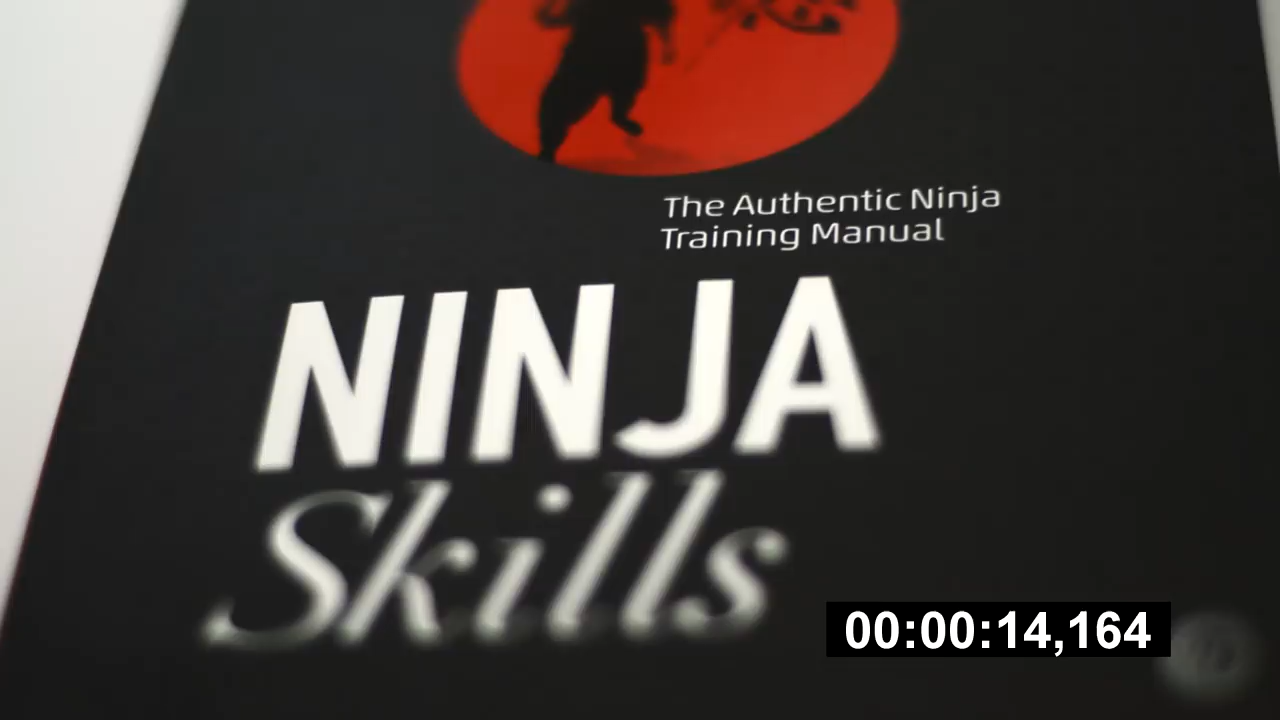 The Authentic Ninja
Training Manual
NINJA
Skills
00:00:14,164